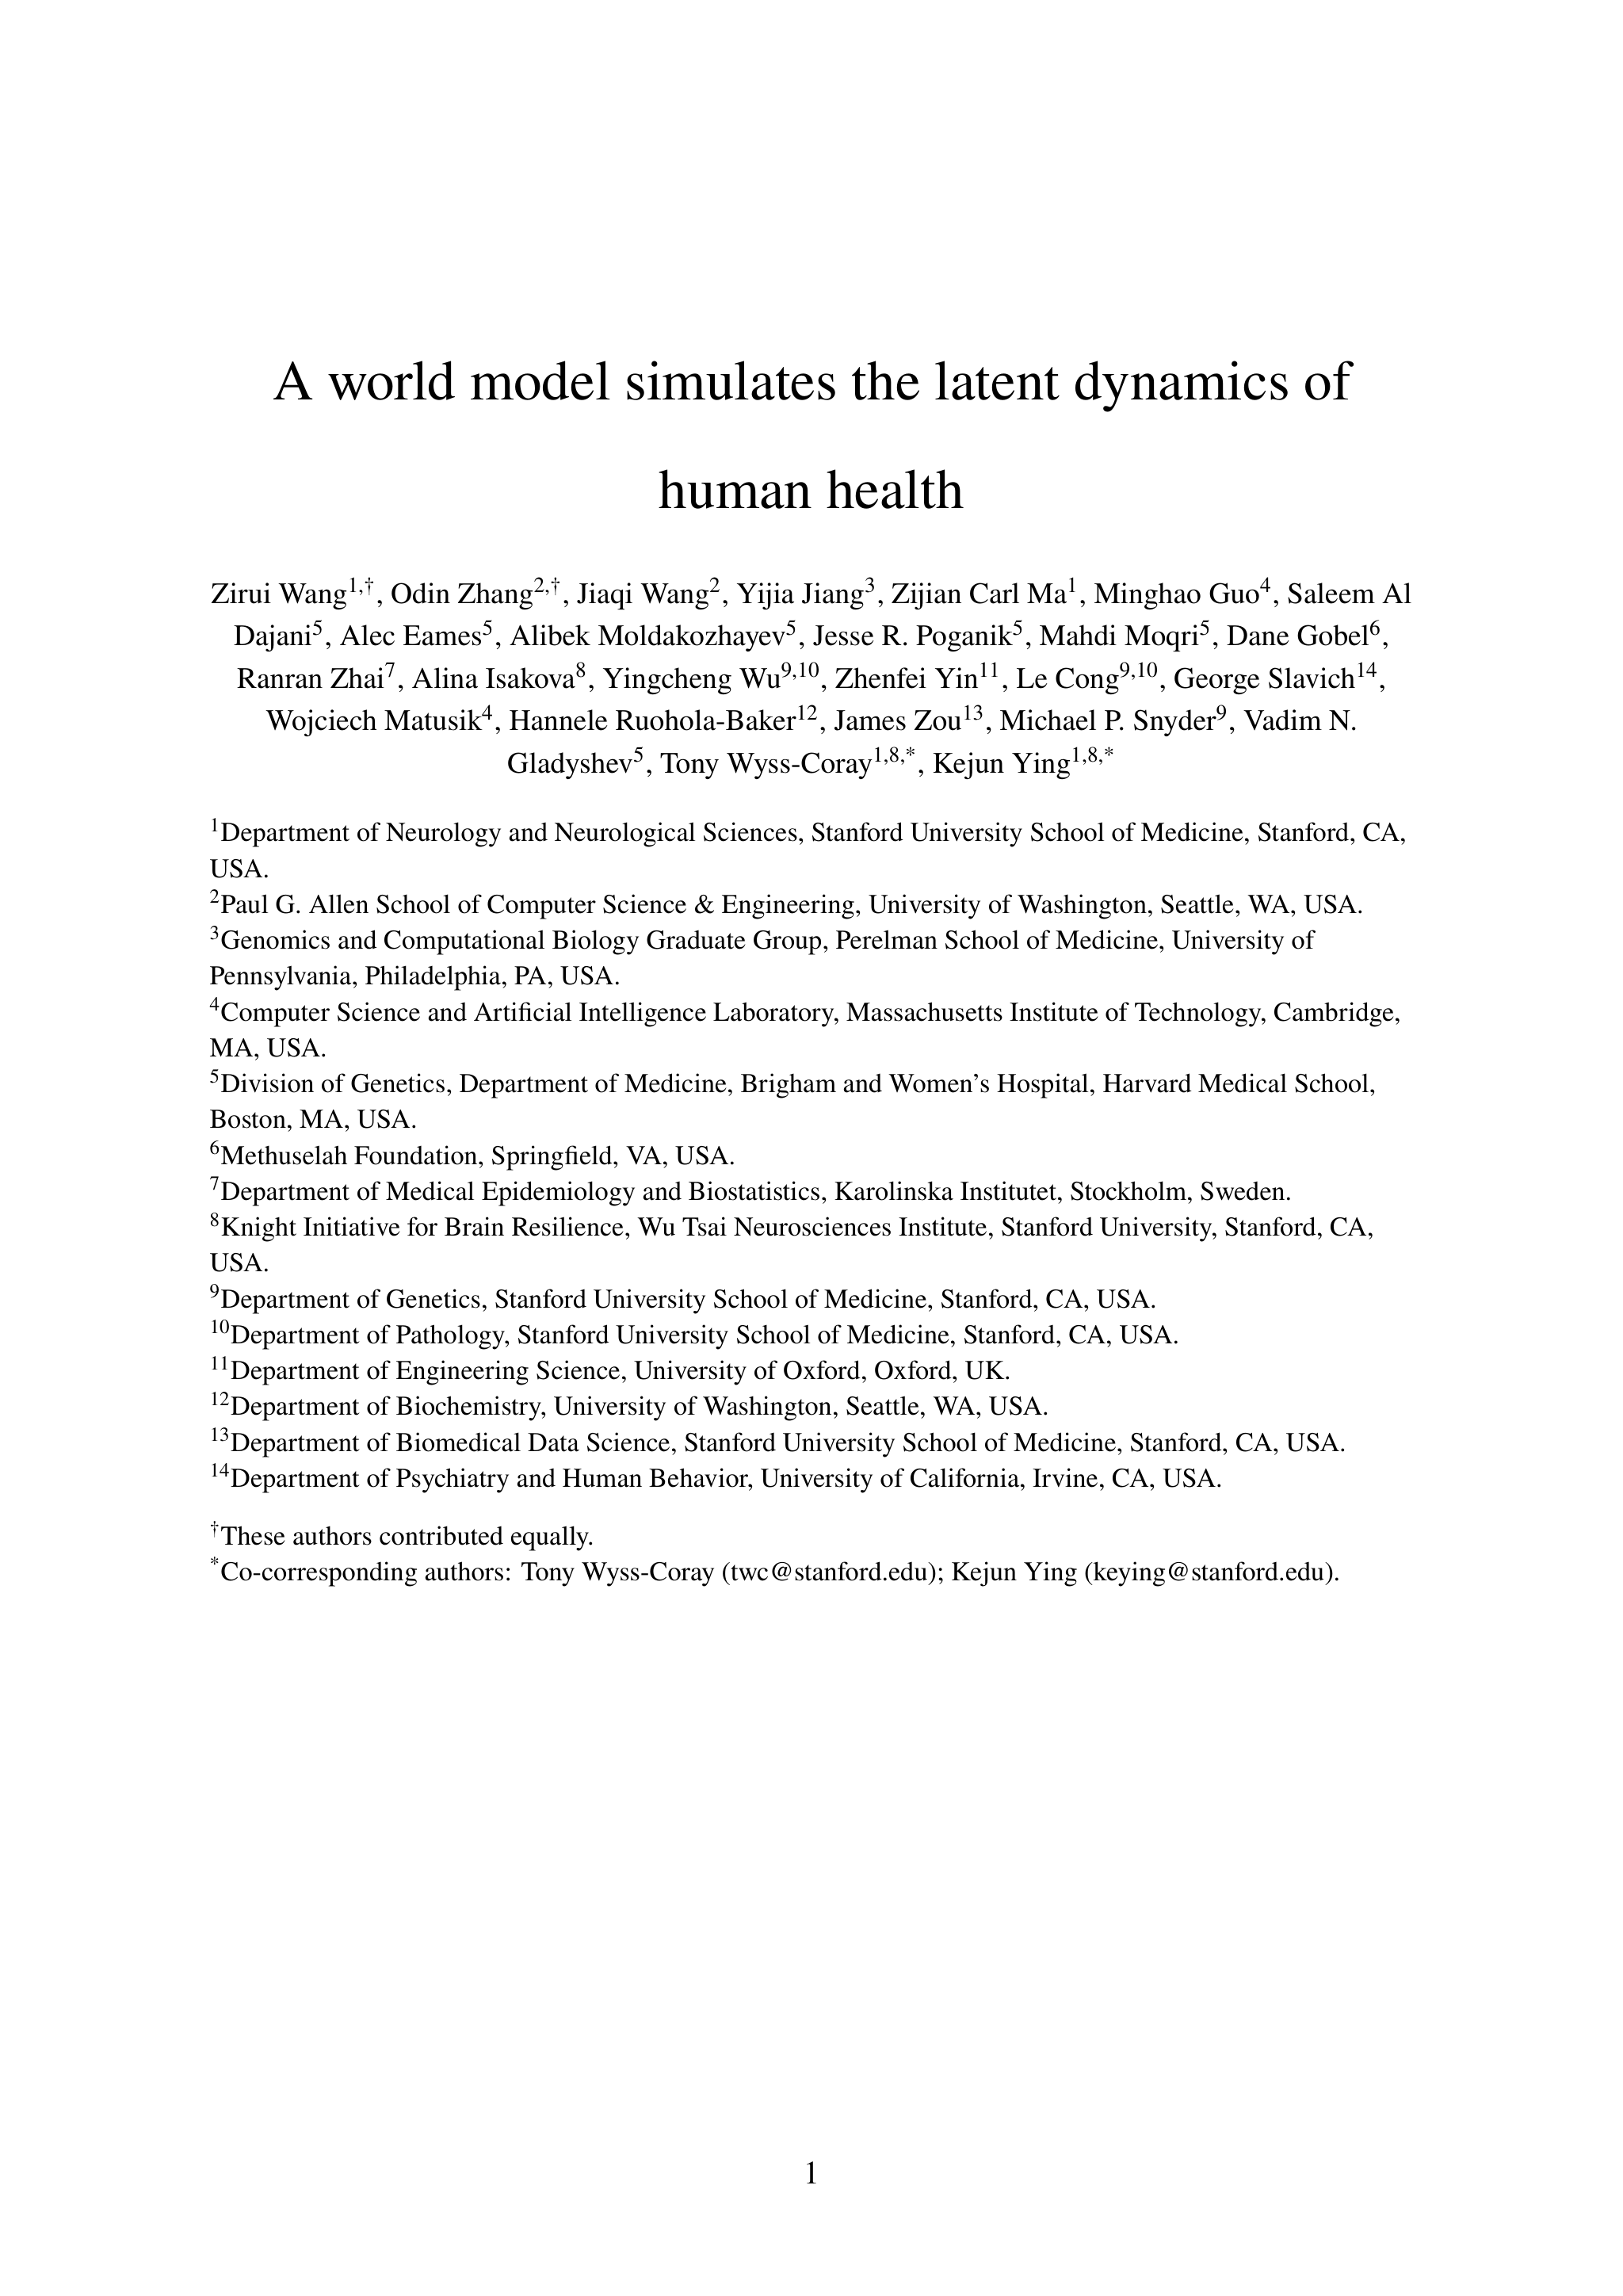 A world model simulates the latent dynamics of
human health
Zirui Wang1,†, Odin Zhang2,†, Jiaqi Wang2, Yijia Jiang3, Zijian Carl Ma1, Minghao Guo4, Saleem Al
Dajani5, Alec Eames5, Alibek Moldakozhayev5, Jesse R. Poganik5, Mahdi Moqri5, Dane Gobel6,
Ranran Zhai7, Alina Isakova8, Yingcheng Wu9,10, Zhenfei Yin11, Le Cong9,10, George Slavich14,
Wojciech Matusik4, Hannele Ruohola-Baker12, James Zou13, Michael P. Snyder9, Vadim N.
Gladyshev5, Tony Wyss-Coray1,8,*, Kejun Ying1,8,*
1Department of Neurology and Neurological Sciences, Stanford University School of Medicine, Stanford, CA,
USA.
2Paul G. Allen School of Computer Science & Engineering, University of Washington, Seattle, WA, USA.
3Genomics and Computational Biology Graduate Group, Perelman School of Medicine, University of
Pennsylvania, Philadelphia, PA, USA.
4Computer Science and Artificial Intelligence Laboratory, Massachusetts Institute of Technology, Cambridge,
MA, USA.
5Division of Genetics, Department of Medicine, Brigham and Women's Hospital, Harvard Medical School,
Boston, MA, USA.
6Methuselah Foundation, Springfield, VA, USA.
7Department of Medical Epidemiology and Biostatistics, Karolinska Institutet, Stockholm, Sweden.
8Knight Initiative for Brain Resilience, Wu Tsai Neurosciences Institute, Stanford University, Stanford, CA,
USA.
9Department of Genetics, Stanford University School of Medicine, Stanford, CA, USA.
10Department of Pathology, Stanford University School of Medicine, Stanford, CA, USA.
11Department of Engineering Science, University of Oxford, Oxford, UK.
12Department of Biochemistry, University of Washington, Seattle, WA, USA.
13Department of Biomedical Data Science, Stanford University School of Medicine, Stanford, CA, USA.
14Department of Psychiatry and Human Behavior, University of California, Irvine, CA, USA.
†These authors contributed equally.
*Co-corresponding authors: Tony Wyss-Coray (twc@stanford.edu); Kejun Ying (keying@stanford.edu).
1